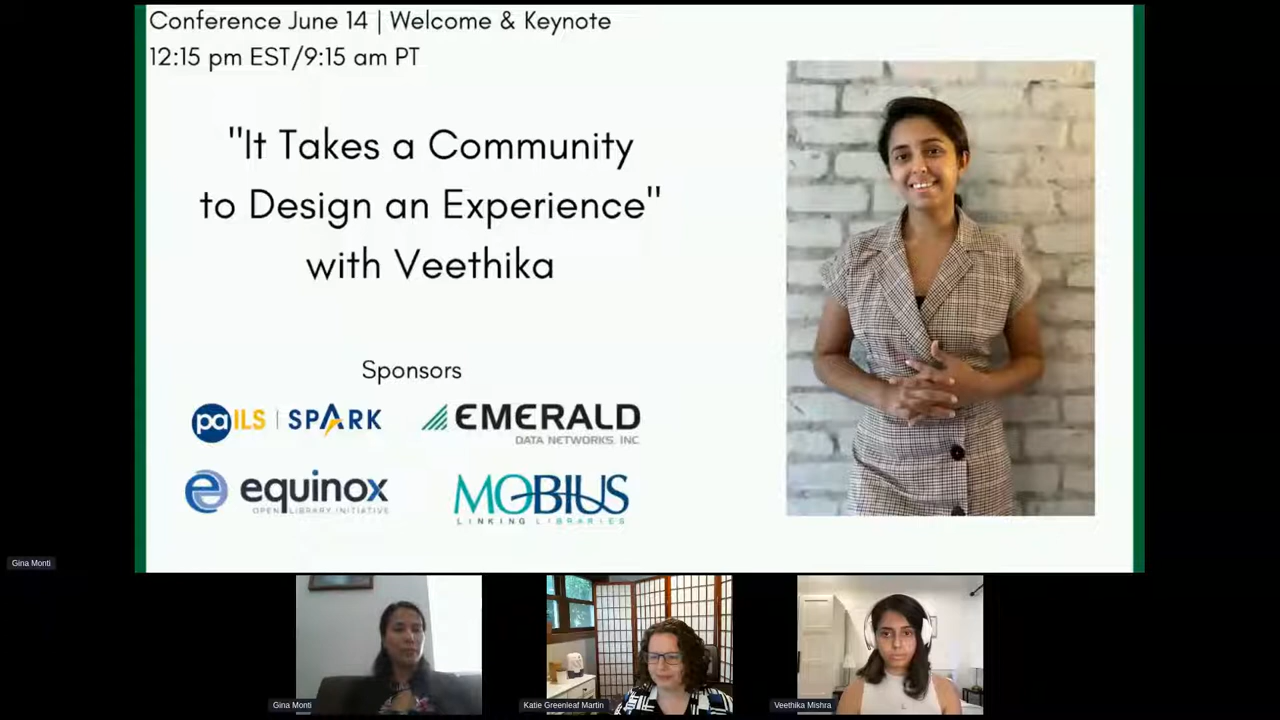 Conference June 14 | Welcome & Keynote
12:15 pm EST/9:15 am PT
"It Takes a Community
to Design an Experience"
with Veethika
Sponsors
pa ILS | SPARK
EMERALD
DATA NETWORKS, INC.
equinox
OPEN LIBRARY INITIATIVE
MOBIUS
LINKING LIBRARIES
Gina Monti
Gina Monti
Katie Greenleaf Martin
Veethika Mishra